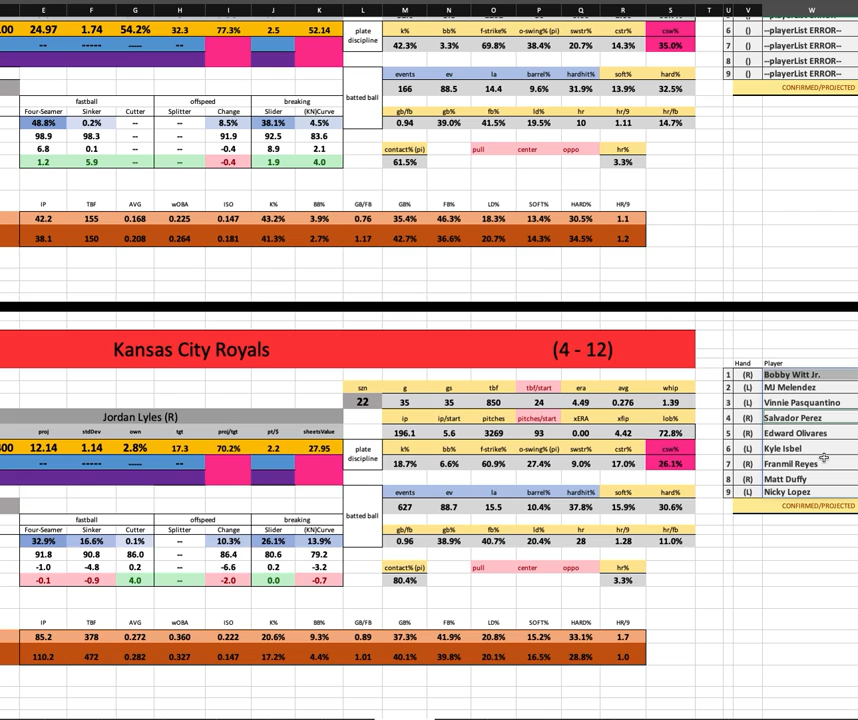 E F G H I J K L M N O P Q R S T U V W
00 24.97 1.74 54.2% 32.3 77.3% 2.5 52.14 plate discipline k% bb% f-strike% o-swing% (pi) swstr% cstr% csw% 6 () --playerList ERROR--
-- ----- ---- -- 42.3% 3.3% 69.8% 38.4% 20.7% 14.3% 35.0% 7 () --playerList ERROR--
8 () --playerList ERROR--
events ev la barrel% hardhit% soft% hard% 9 () --playerList ERROR--
166 88.5 14.4 9.6% 31.9% 13.9% 32.5% CONFIRMED/PROJECTED
fastball offspeed breaking batted ball
Four-Seamer Sinker Cutter Splitter Change Slider (KN)Curve gb/fb gb% fb% ld% hr hr/9 hr/fb
48.8% 0.2% -- -- 8.5% 38.1% 4.5% 0.94 39.0% 41.5% 19.5% 10 1.11 14.7%
98.9 98.3 -- -- 91.9 92.5 83.6
6.8 0.1 -- -- -0.4 8.9 2.1 contact% (pi) pull center oppo hr%
1.2 5.9 -- -- -0.4 1.9 4.0 61.5% 3.3%
IP TBF AVG wOBA ISO K% BB% GB/FB GB% FB% LD% SOFT% HARD% HR/9
42.2 155 0.168 0.225 0.147 43.2% 3.9% 0.76 35.4% 46.3% 18.3% 13.4% 30.5% 1.1
38.1 150 0.208 0.264 0.181 41.3% 2.7% 1.17 42.7% 36.6% 20.7% 14.3% 34.5% 1.2
Kansas City Royals (4 - 12)
Hand Player
1 (R) Bobby Witt Jr.
szn g gs tbf tbf/start era avg whip 2 (L) MJ Melendez
22 35 35 850 24 4.49 0.276 1.39 3 (L) Vinnie Pasquantino
Jordan Lyles (R) ip ip/start pitches pitches/start xERA xfip lob% 4 (R) Salvador Perez
proj stdDev own tgt proj/tgt pt/$ sheetsValue 196.1 5.6 3269 93 0.00 4.42 72.8% 5 (R) Edward Olivares
400 12.14 1.14 2.8% 17.3 70.2% 2.2 27.95 plate discipline k% bb% f-strike% o-swing% (pi) swstr% cstr% csw% 6 (L) Kyle Isbel
-- ----- ---- -- 18.7% 6.6% 60.9% 27.4% 9.0% 17.0% 26.1% 7 (R) Franmil Reyes
8 (R) Matt Duffy
events ev la barrel% hardhit% soft% hard% 9 (L) Nicky Lopez
627 88.7 15.5 10.4% 37.8% 15.9% 30.6% CONFIRMED/PROJECTED
fastball offspeed breaking batted ball
Four-Seamer Sinker Cutter Splitter Change Slider (KN)Curve gb/fb gb% fb% ld% hr hr/9 hr/fb
32.9% 16.6% 0.1% -- 10.3% 26.1% 13.9% 0.96 38.9% 40.7% 20.4% 28 1.28 11.0%
91.8 90.8 86.0 -- 86.4 80.6 79.2
-1.0 -4.8 0.2 -- -6.6 0.2 -3.2 contact% (pi) pull center oppo hr%
-0.1 -0.9 4.0 -- -2.0 0.0 -0.7 80.4% 3.3%
IP TBF AVG wOBA ISO K% BB% GB/FB GB% FB% LD% SOFT% HARD% HR/9
85.2 378 0.272 0.360 0.222 20.6% 9.3% 0.89 37.3% 41.9% 20.8% 15.2% 33.1% 1.7
110.2 472 0.282 0.327 0.147 17.2% 4.4% 1.01 40.1% 39.8% 20.1% 16.5% 28.8% 1.0